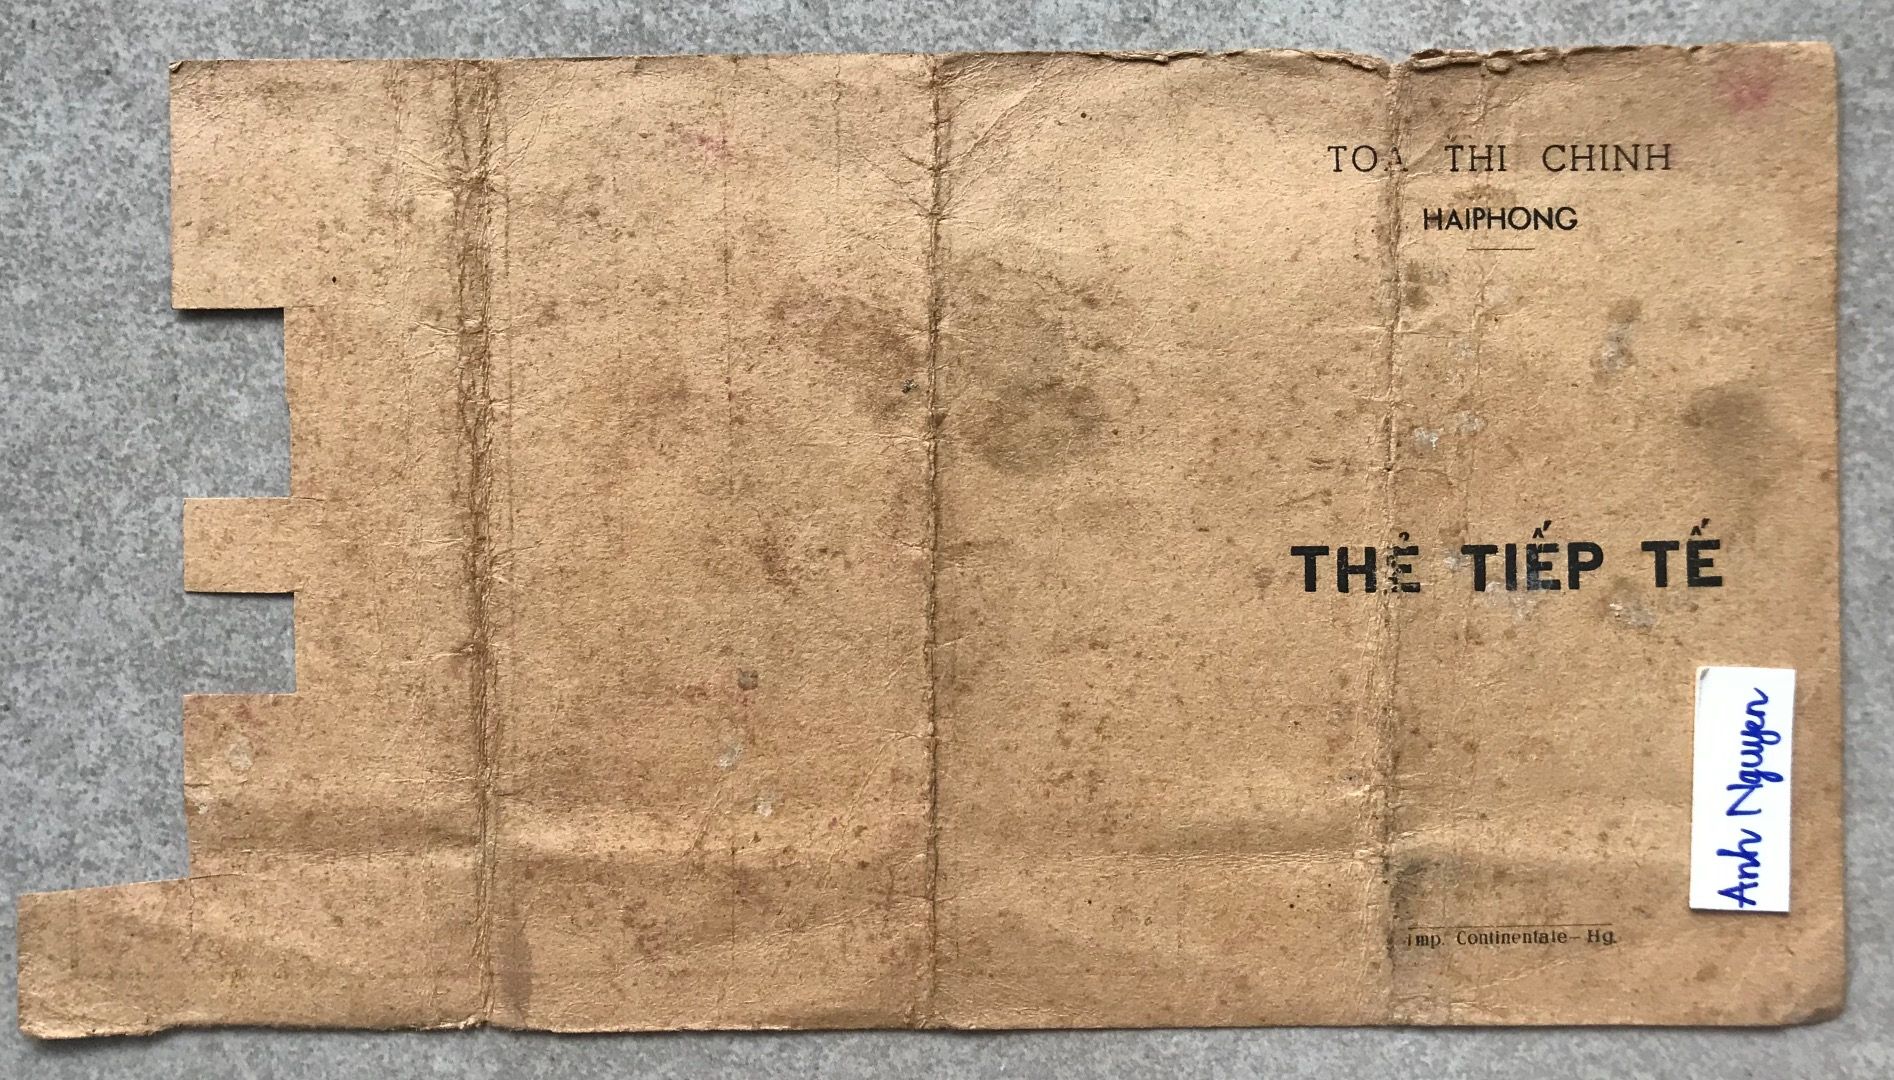 TOA THI CHINH
HAIPHONG
THẺ TIẾP TẾ
Anh Nguyen
Imp. Continentale - Hg.